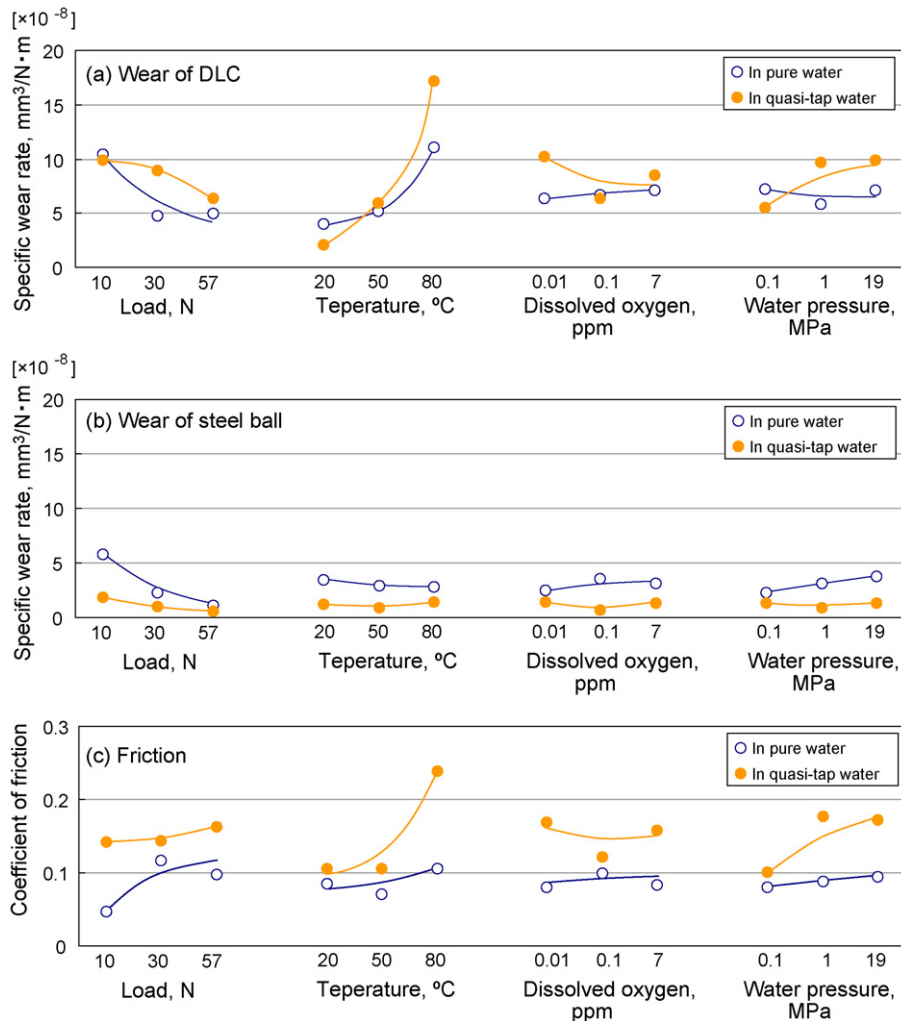 [×10 -8]
Specific wear rate, mm³/N·m
20
15
10
5
0
(a) Wear of DLC
In pure water
In quasi-tap water
10 30 57
Load, N
20 50 80
Teperature, ºC
0.01 0.1 7
Dissolved oxygen,
ppm
0.1 1 19
Water pressure,
MPa
[×10 -8]
Specific wear rate, mm³/N·m
20
15
10
5
0
(b) Wear of steel ball
In pure water
In quasi-tap water
10 30 57
Load, N
20 50 80
Teperature, ºC
0.01 0.1 7
Dissolved oxygen,
ppm
0.1 1 19
Water pressure,
MPa
Coefficient of friction
0.3
0.2
0.1
0
(c) Friction
In pure water
In quasi-tap water
10 30 57
Load, N
20 50 80
Teperature, ºC
0.01 0.1 7
Dissolved oxygen,
ppm
0.1 1 19
Water pressure,
MPa